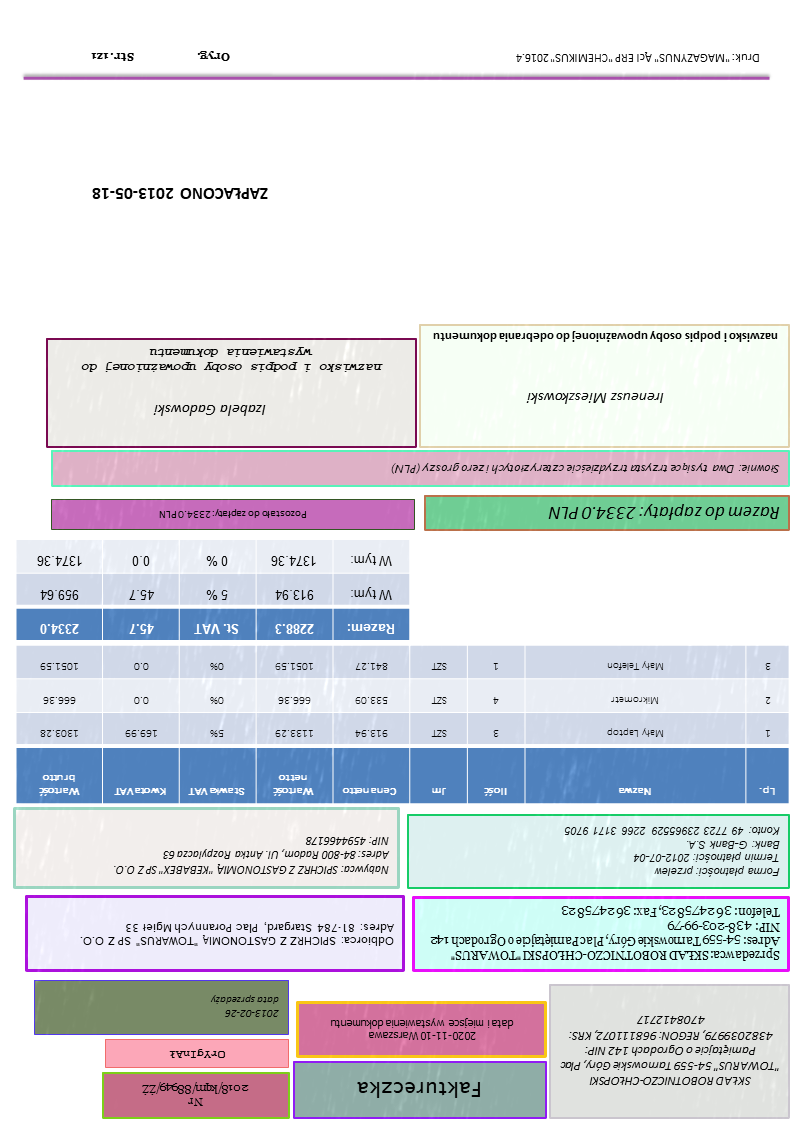 SKŁAD ROBOTNICZO-CHŁOPSKI
"TOWARUS" 54-559 Tarnowskie Góry, Plac
Pamiętajcie o Ogrodach 142 NIP:
4382039979, REGON: 968111072, KRS:
4708412717
Faktureczka
Nr
2018/kpm/88949/ŻŻ
OrYgInAł
2020-11-10 Warszawa
data i miejsce wystawienia dokumentu
2013-02-26
data sprzedaży
Sprzedawca: SKŁAD ROBOTNICZO-CHŁOPSKI "TOWARUS"
Adres: 54-559 Tarnowskie Góry, Plac Pamiętajcie o Ogrodach 142
NIP: 438-203-99-79
Telefon: 362475823, Fax: 362475823
Odbiorca: SPICHRZ Z GASTONOMIĄ "TOWARUS" SP Z O.O.
Adres: 81-784 Stargard, Plac Porannych Mgieł 33
Forma płatności: przelew
Termin płatności: 2012-07-04
Bank: G-Bank S.A.
Konto: 49 7723 23965529 2266 3171 9705
Nabywca: SPICHRZ Z GASTONOMIĄ "KEBABEX" SP Z O.O.
Adres: 84-800 Radom, Ul. Antka Rozpylacza 63
NIP: 4594466178
Lp. Nazwa Ilość Jm Cena netto Wartość netto Stawka VAT Kwota VAT Wartość brutto
1 Mały Laptop 3 SZT 913.94 1133.29 5% 169.99 1303.28
2 Mikrometr 4 SZT 533.09 666.36 0% 0.0 666.36
3 Mały Telefon 1 SZT 841.27 1051.59 0% 0.0 1051.59
Razem: 2288.3 St. VAT 45.7 2334.0
W tym: 913.94 5 % 45.7 959.64
W tym: 1374.36 0 % 0.0 1374.36
Razem do zapłaty: 2334.0 PLN
Pozostało do zapłaty: 2334.0 PLN
Słownie: Dwa tysiące trzysta trzydzieście czteryzłotych i zero groszy (PLN)
Ireneusz Mieszkowski
nazwisko i podpis osoby upoważnionej do odebrania dokumentu
Izabela Gadowski
nazwisko i podpis osoby upoważnionej do
wystawienia dokumentu
ZAPŁACONO 2013-05-18
Druk: "MAGAZYNUS" Ącl ERP "CHEMIKUS" 2016.4
Oryg.
Str.1z1